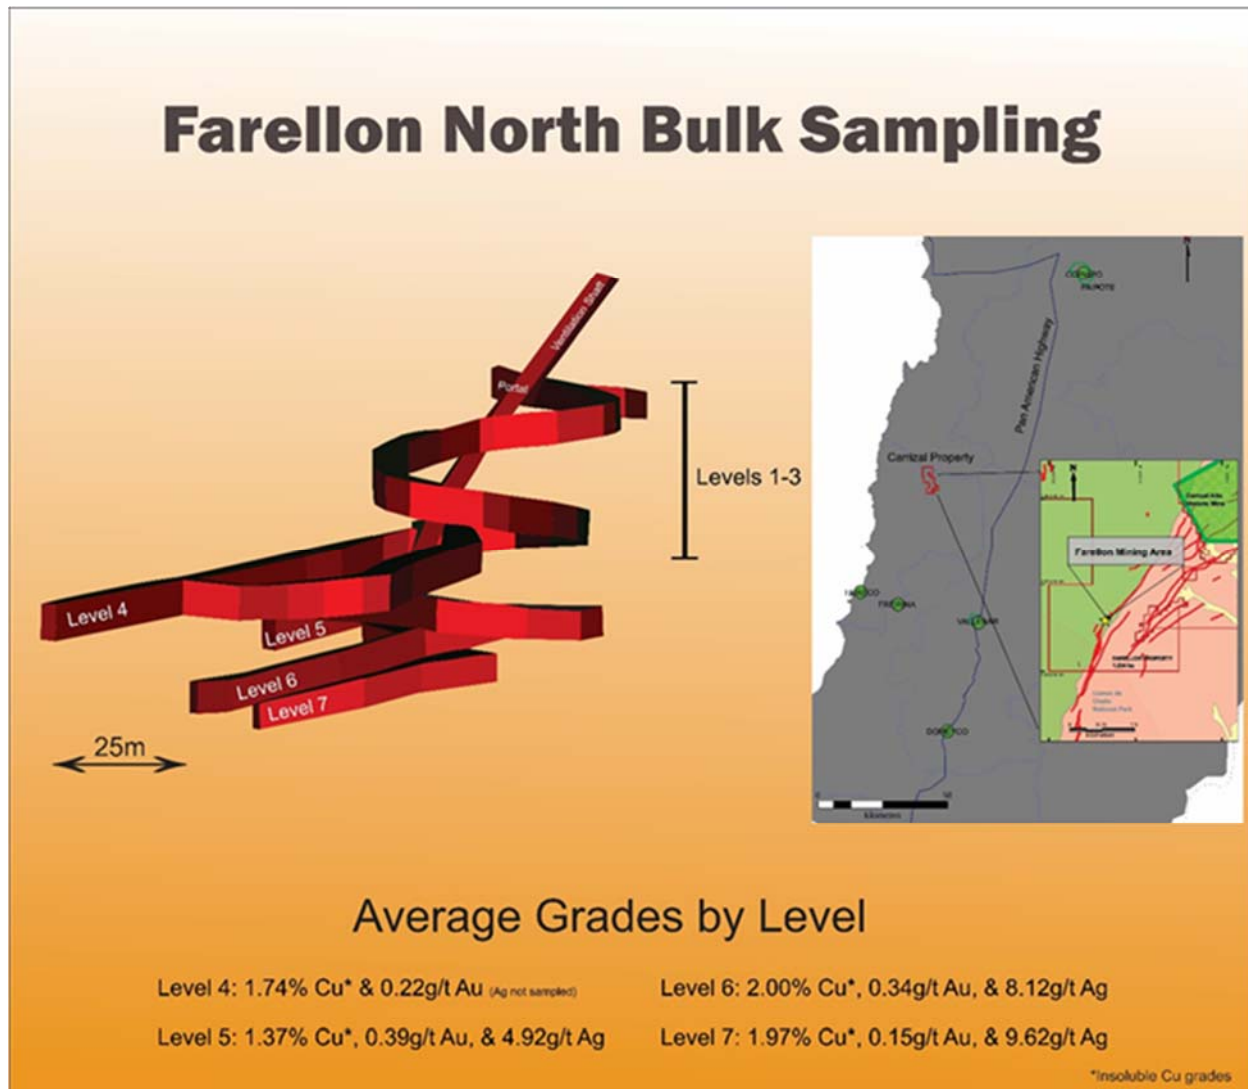 Farellon North Bulk Sampling
Ventilation Shaft
Portal
Levels 1-3
Level 4
Level 5
Level 6
Level 7
25m
N
PAIPOTE
Pan American Highway
Carrizal Property
N
Farellon Mining Area
National Park
kilometers
Average Grades by Level
Level 4: 1.74% Cu* & 0.22g/t Au (Ag not sampled)
Level 5: 1.37% Cu*, 0.39g/t Au, & 4.92g/t Ag
Level 6: 2.00% Cu*, 0.34g/t Au, & 8.12g/t Ag
Level 7: 1.97% Cu*, 0.15g/t Au, & 9.62g/t Ag
*Insoluble Cu grades